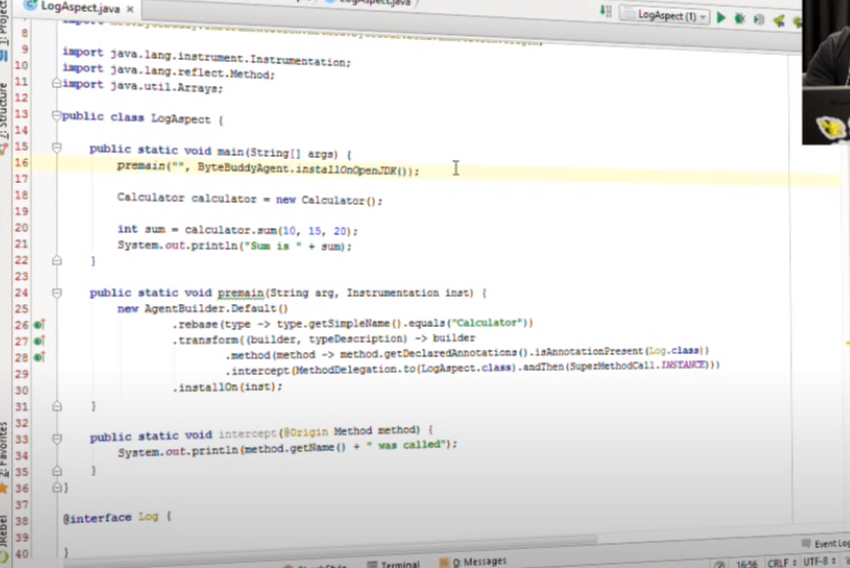 LogAspect.java ×
LogAspect.java
LogAspect (1)
1: Project
7: Structure
2: Favorites
JRebel
8 import
9 import java.lang.instrument.Instrumentation;
10 import java.lang.reflect.Method;
11 import java.util.Arrays;
12
13 public class LogAspect {
14
15 public static void main(String[] args) {
16 premain("", ByteBuddyAgent.installOnOpenJDK());
17
18 Calculator calculator = new Calculator();
19
20 int sum = calculator.sum(10, 15, 20);
21 System.out.println("Sum is " + sum);
22 }
23
24 public static void premain(String arg, Instrumentation inst) {
25 new AgentBuilder.Default()
26 .rebase(type -> type.getSimpleName().equals("Calculator"))
27 .transform((builder, typeDescription) -> builder
28 .method(method -> method.getDeclaredAnnotations().isAnnotationPresent(Log.class))
29 .intercept(MethodDelegation.to(LogAspect.class).andThen(SuperMethodCall.INSTANCE)))
30 .installOn(inst);
31 }
32
33 public static void intercept(@Origin Method method) {
34 System.out.println(method.getName() + " was called");
35 }
36 }
37
38 @interface Log {
39
40 }
CheckStyle
Terminal
0: Messages
Event Log
16:56 CRLF UTF-8